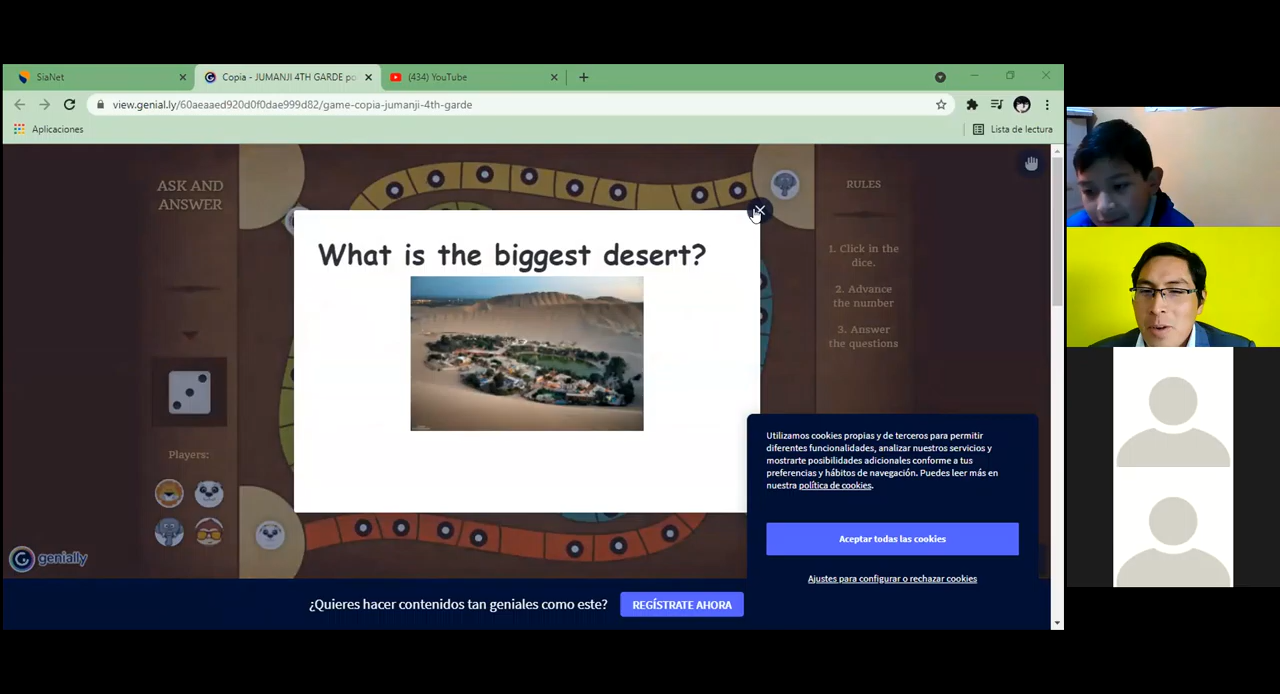 SiaNet
Copia - JUMANJI 4TH GARDE po
(434) YouTube
view.genial.ly/60aeaaed920d0f0dae999d82/game-copia-jumanji-4th-garde
Aplicaciones
Lista de lectura
ASK AND
ANSWER
Players:
What is the biggest desert?
RULES
1. Click in the
dice.
2. Advance
the number
3. Answer
the questions
Utilizamos cookies propias y de terceros para permitir
diferentes funcionalidades, analizar nuestros servicios y
mostrarte posibilidades adicionales conforme a tus
preferencias y hábitos de navegación. Puedes leer más en
nuestra política de cookies.
Aceptar todas las cookies
Ajustes para configurar o rechazar cookies
genially
¿Quieres hacer contenidos tan geniales como este?
REGÍSTRATE AHORA